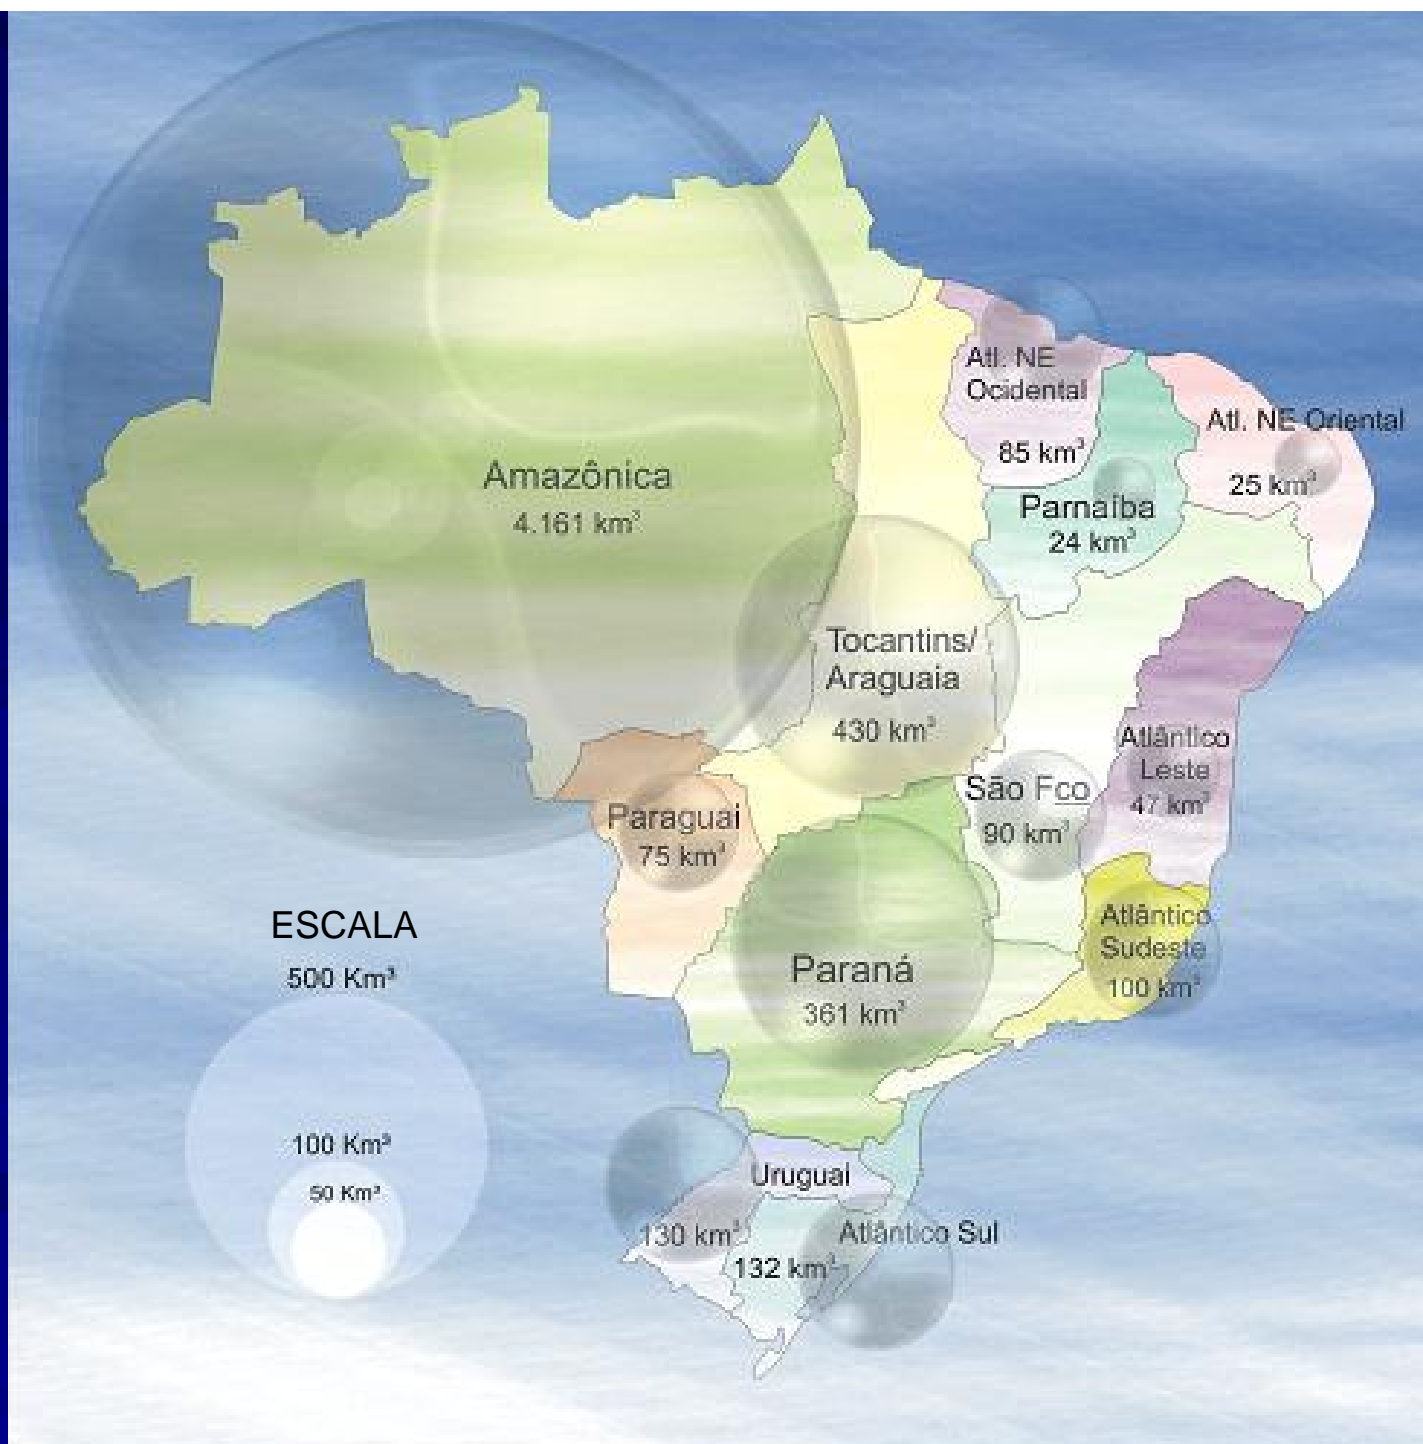 Atl. NE
Ocidental
85 km³
Atl. NE Oriental
25 km³
Amazônica
4.161 km³
Parnaíba
24 km³
Tocantins/
Araguaia
430 km³
Atlântico
Leste
47 km³
São Fco
90 km³
Paraguai
75 km³
Atlântico
Sudeste
100 km³
Paraná
361 km³
ESCALA
500 Km³
100 Km³
50 Km³
Uruguai
130 km³
Atlântico Sul
132 km³